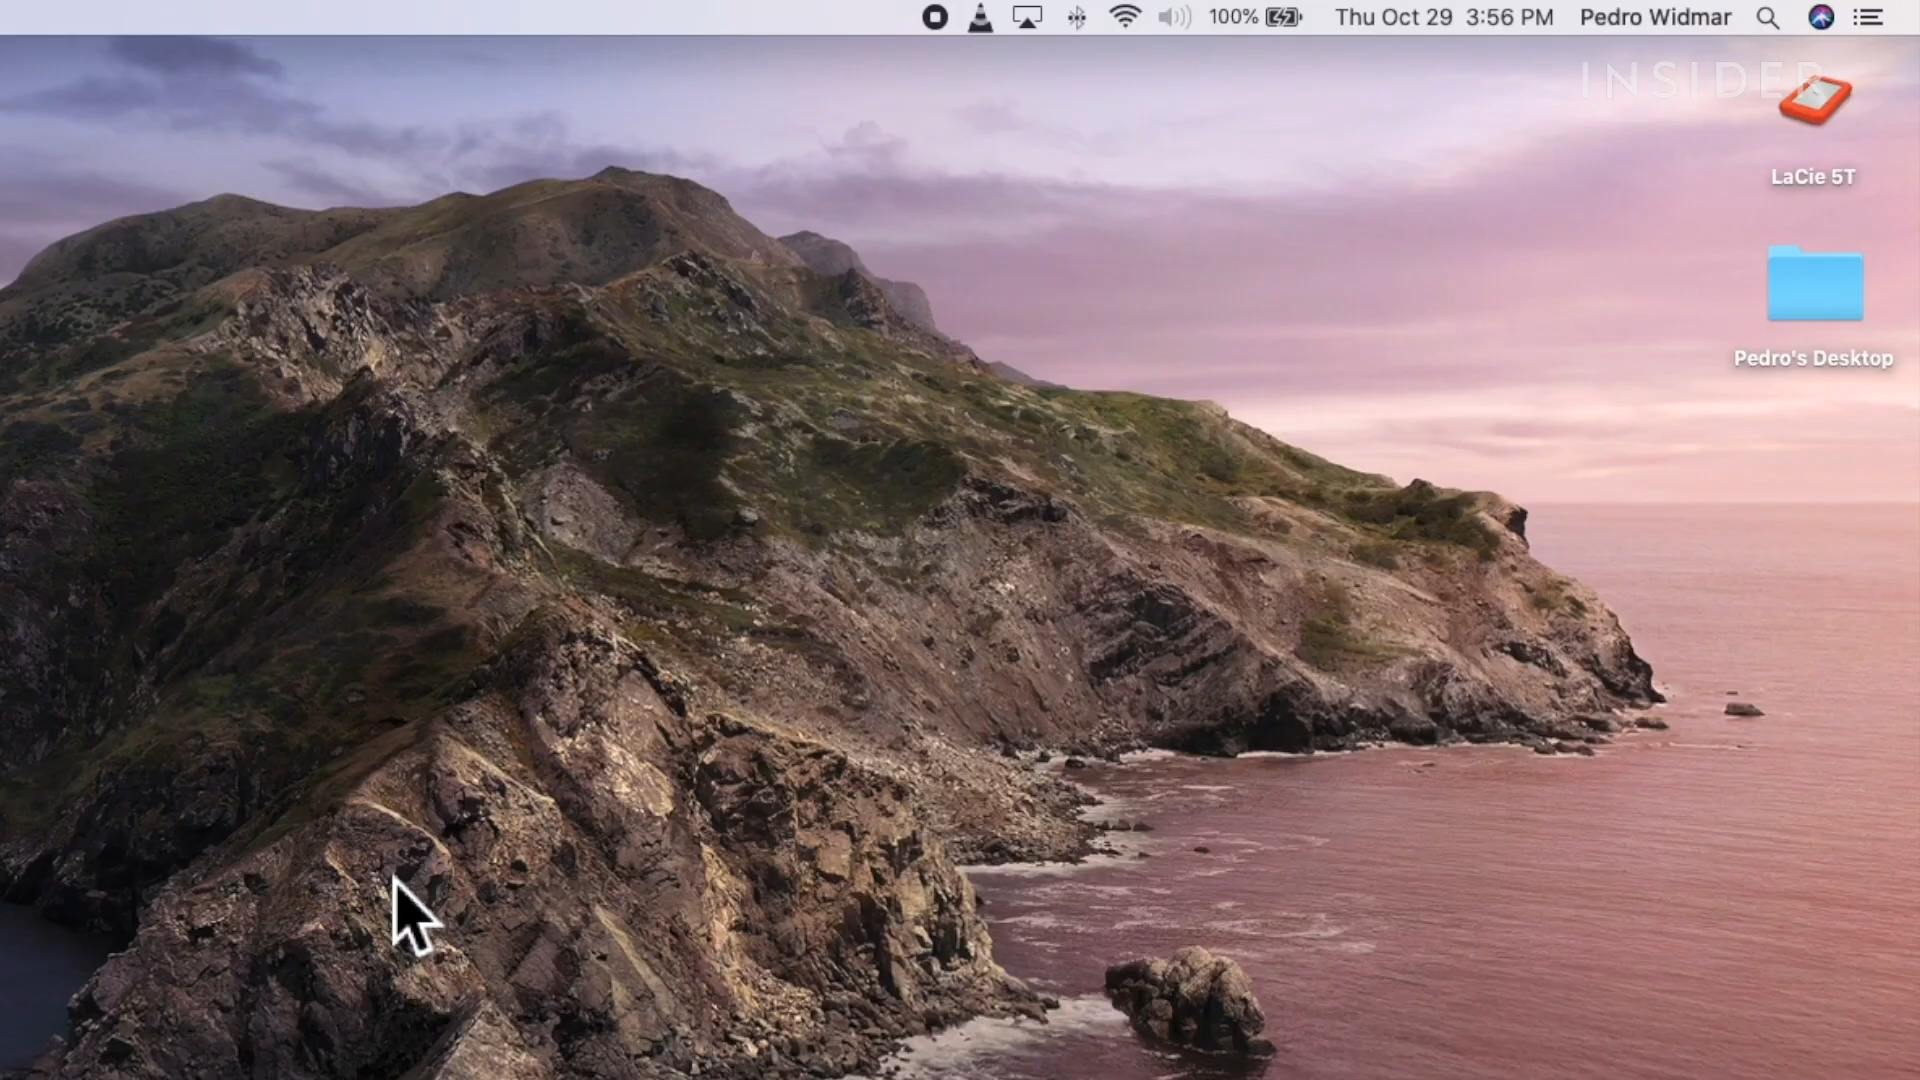 100% Thu Oct 29 3:56 PM Pedro Widmar
INSIDER
LaCie 5T
Pedro's Desktop